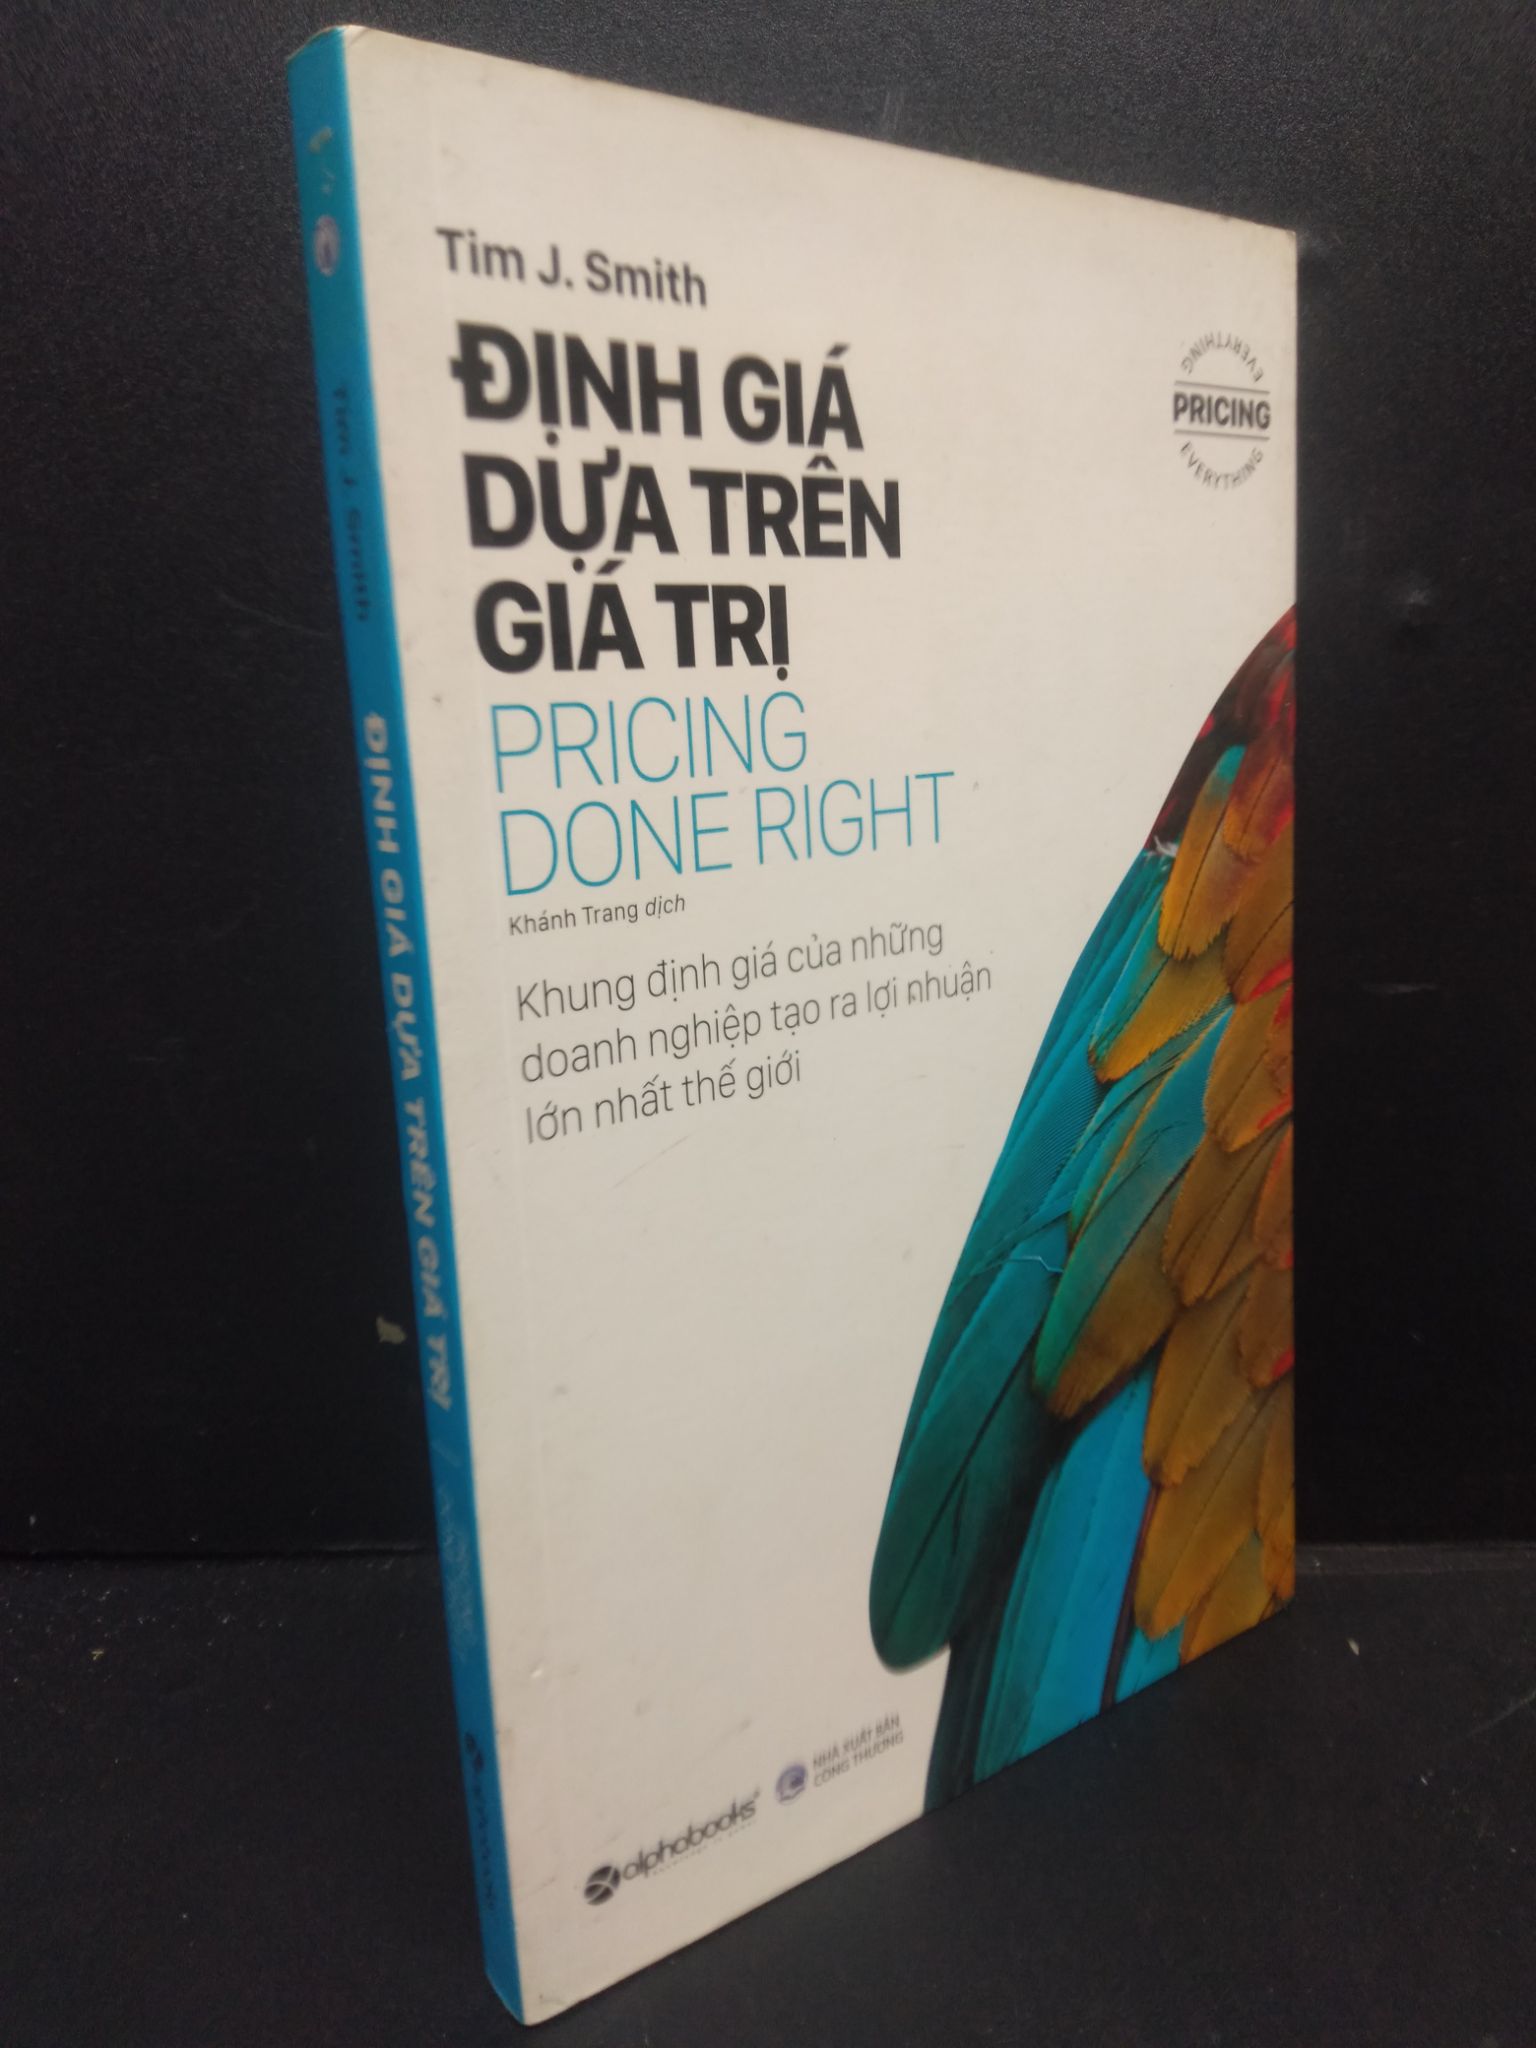 Tim J. Smith
ĐỊNH GIÁ
DỰA TRÊN
GIÁ TRỊ
PRICING
DONE RIGHT
Khánh Trang dịch
Khung định giá của những
doanh nghiệp tạo ra lợi nhuận
lớn nhất thế giới
EVERYTHING
PRICING
EVERYTHING
alphabooks
NHÀ XUẤT BẢN
CÔNG THƯƠNG
Tim J. Smith
ĐỊNH GIÁ DỰA TRÊN GIÁ TRỊ